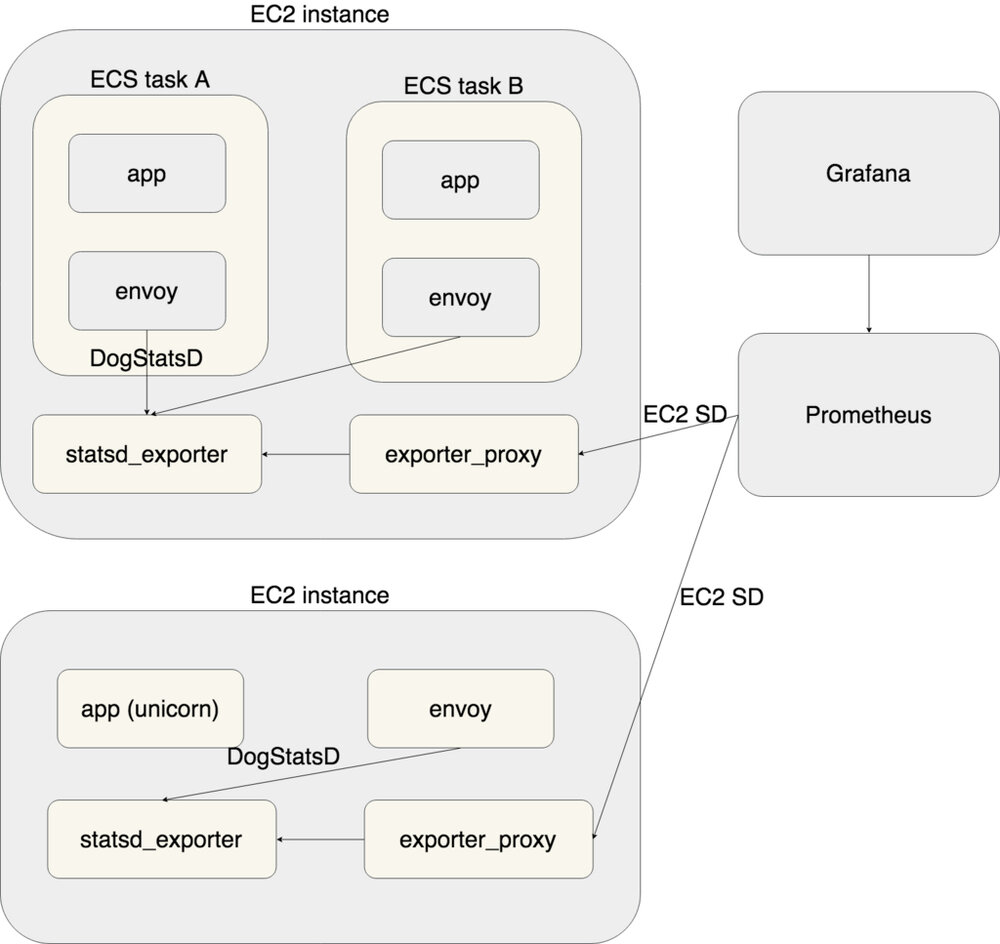 EC2 instance
ECS task A
ECS task B
app
app
Grafana
envoy
envoy
DogStatsD
EC2 SD
Prometheus
statsd_exporter
exporter_proxy
EC2 instance
EC2 SD
app (unicorn)
envoy
DogStatsD
statsd_exporter
exporter_proxy